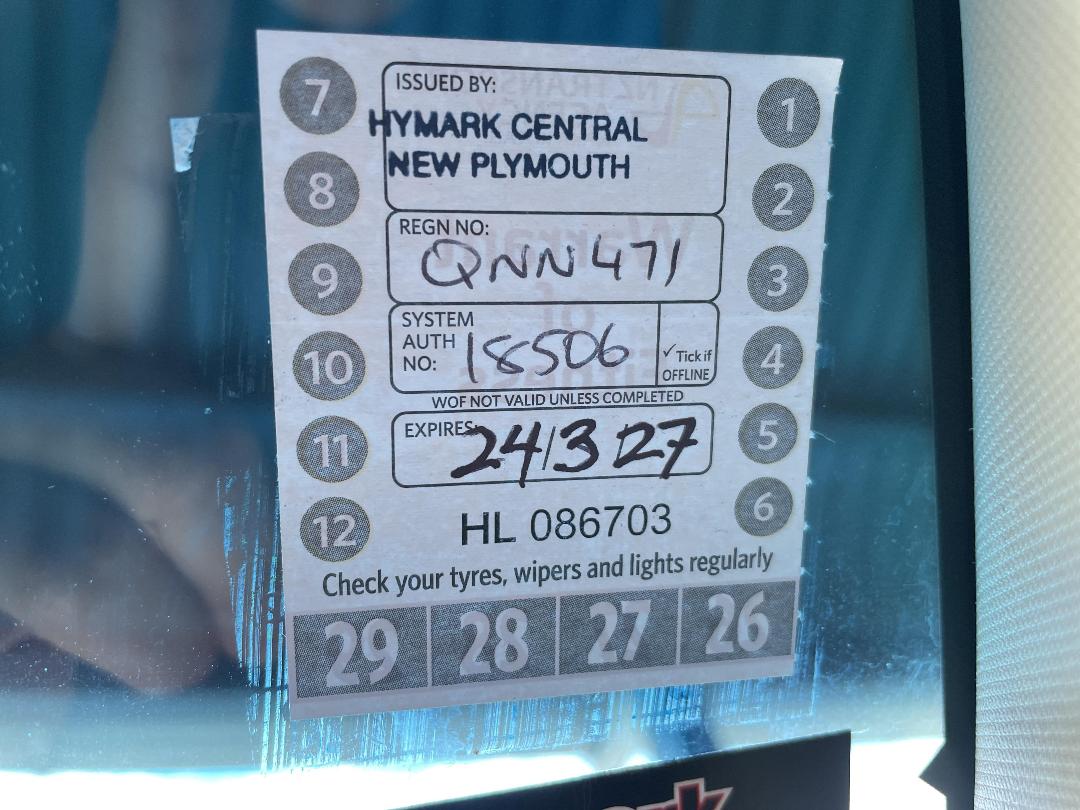 7
ISSUED BY:
1
HYMARK CENTRAL
NEW PLYMOUTH
8
2
REGN NO:
QNN471
9
3
SYSTEM
AUTH
NO:
18506
✓ Tick if
OFFLINE
10
4
WOF NOT VALID UNLESS COMPLETED
EXPIRES
24/3 27
11
5
12
HL 086703
6
Check your tyres, wipers and lights regularly
29 28 27 26